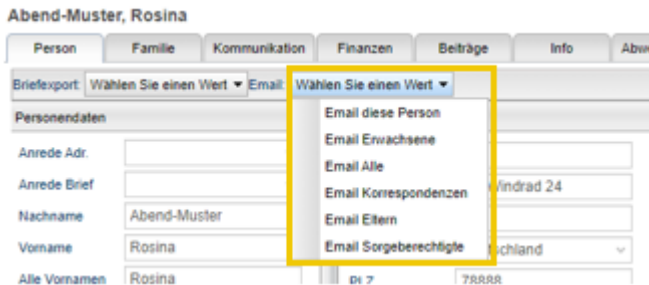 Abend-Muster, Rosina
Person Familie Kommunikation Finanzen Beiträge Info
Briefexport: Wählen Sie einen Wert Email: Wählen Sie einen Wert
Personendaten
Email diese Person
Email Erwachsene
Anrede Adr.
Email Alle
Anrede Brief
Email Korrespondenzen
Windrad 24
Nachname Abend-Muster
Email Eltern
Vorname Rosina
Email Sorgeberechtigte
Alle Vornamen Rosina
PLZ 78888